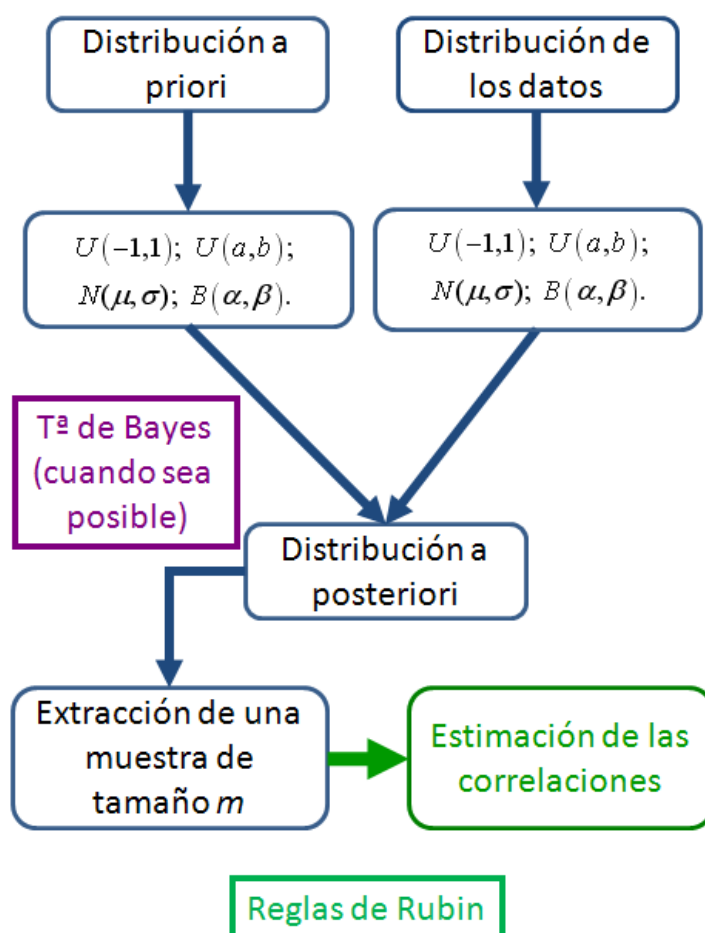 Distribución a
priori
Distribución de
los datos
U(-1,1); U(a,b);
N(μ,σ); B(α,β).
U(-1,1); U(a,b);
N(μ,σ); B(α,β).
Tª de Bayes
(cuando sea
posible)
Distribución a
posteriori
Extracción de una
muestra de
tamaño m
Estimación de las
correlaciones
Reglas de Rubin